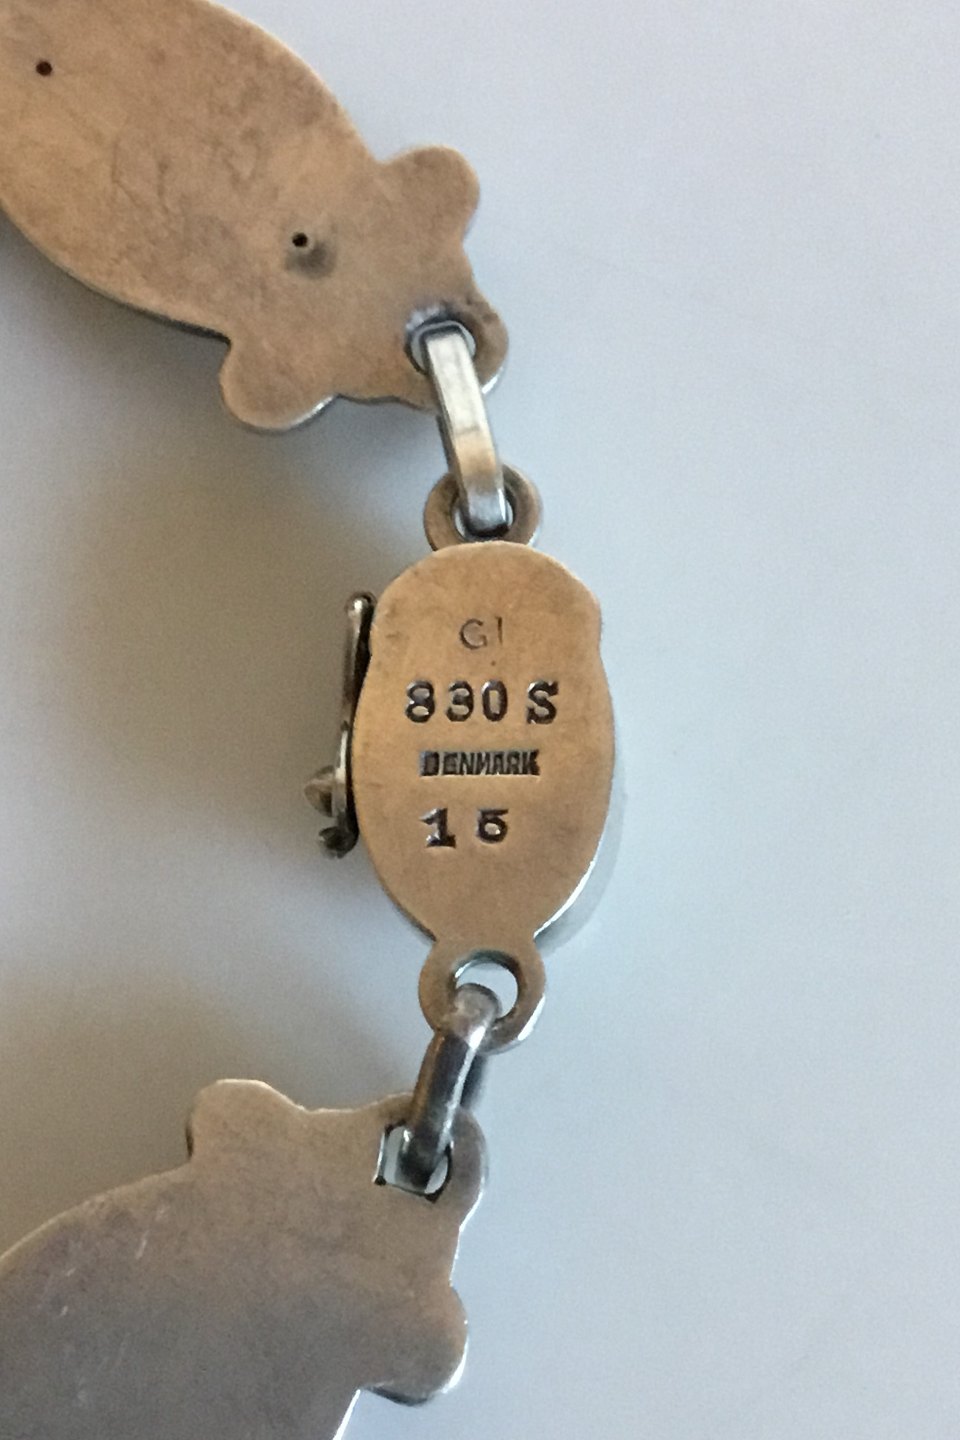 GI
830 S
DENMARK
15